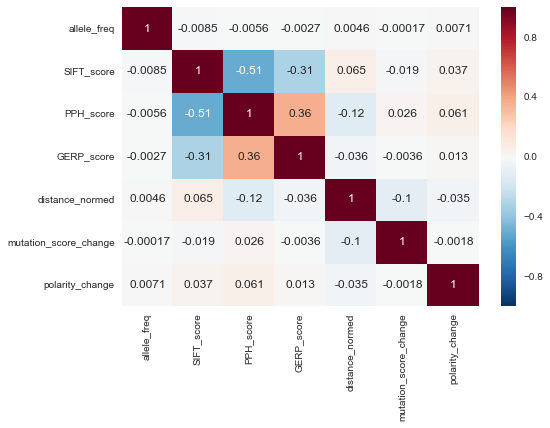 allele_freq 1 -0.0085 -0.0056 -0.0027 0.0046 -0.00017 0.0071
SIFT_score -0.0085 1 -0.51 -0.31 0.065 -0.019 0.037
PPH_score -0.0056 -0.51 1 0.36 -0.12 0.026 0.061
GERP_score -0.0027 -0.31 0.36 1 -0.036 -0.0036 0.013
distance_normed 0.0046 0.065 -0.12 -0.036 1 -0.1 -0.035
mutation_score_change -0.00017 -0.019 0.026 -0.0036 -0.1 1 -0.0018
polarity_change 0.0071 0.037 0.061 0.013 -0.035 -0.0018 1
allele_freq
SIFT_score
PPH_score
GERP_score
distance_normed
mutation_score_change
polarity_change
0.8
0.4
0.0
−0.4
−0.8